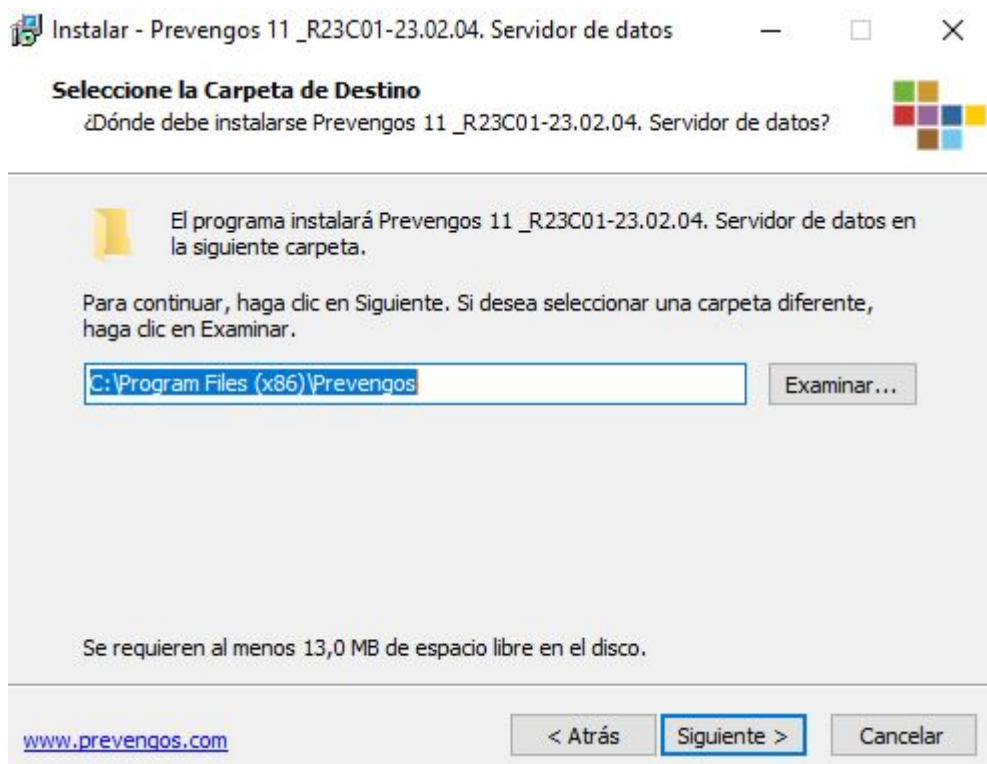 Instalar - Prevengos 11 _R23C01-23.02.04. Servidor de datos
Seleccione la Carpeta de Destino
¿Dónde debe instalarse Prevengos 11 _R23C01-23.02.04. Servidor de datos?
El programa instalará Prevengos 11 _R23C01-23.02.04. Servidor de datos en
la siguiente carpeta.
Para continuar, haga clic en Siguiente. Si desea seleccionar una carpeta diferente,
haga clic en Examinar.
C:\Program Files (x86)\Prevengos
Examinar...
Se requieren al menos 13,0 MB de espacio libre en el disco.
www.prevengos.com
< Atrás
Siguiente >
Cancelar